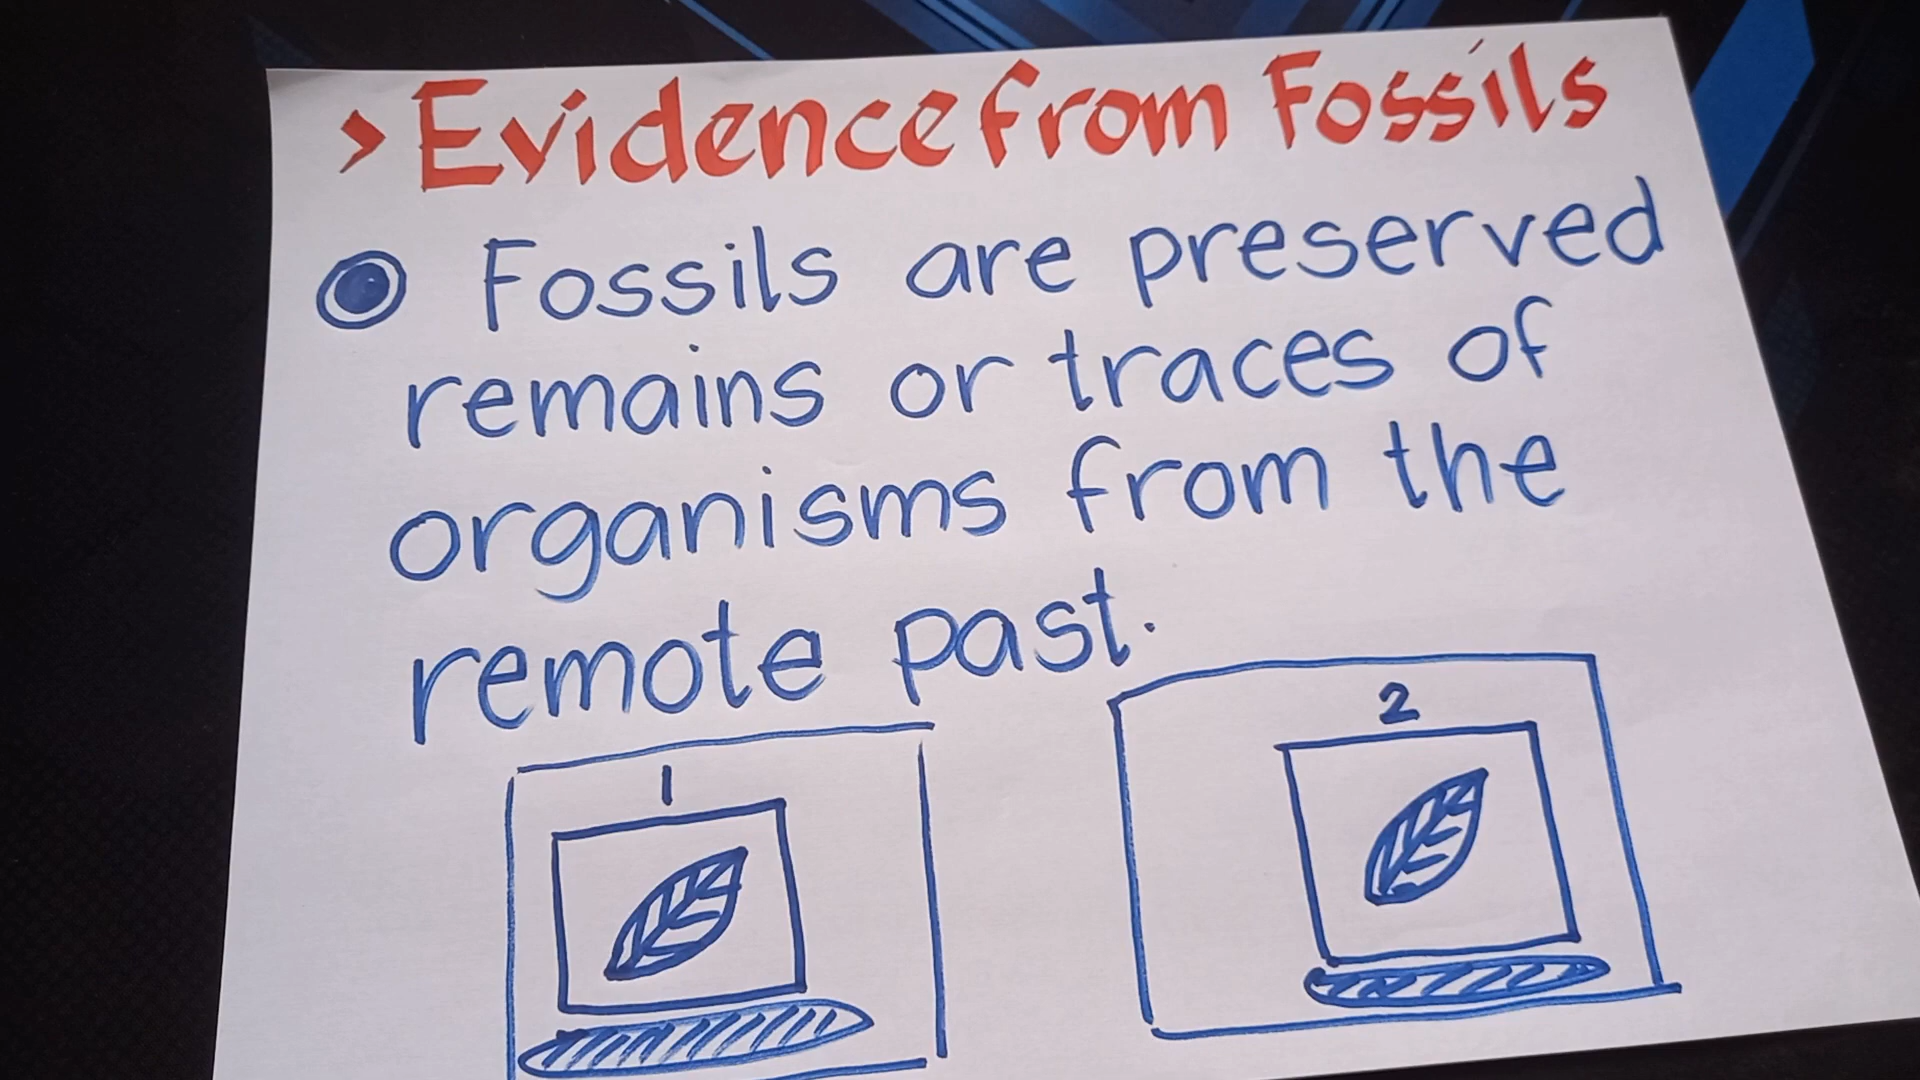 > Evidence from Fossils
Fossils are preserved
remains or traces of
organisms from the
remote past.
1
2